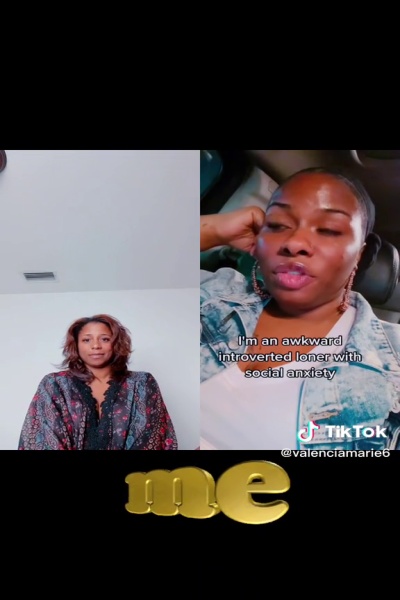 I'm an awkward
introverted loner with
social anxiety
TikTok
@valenciamarie6
me